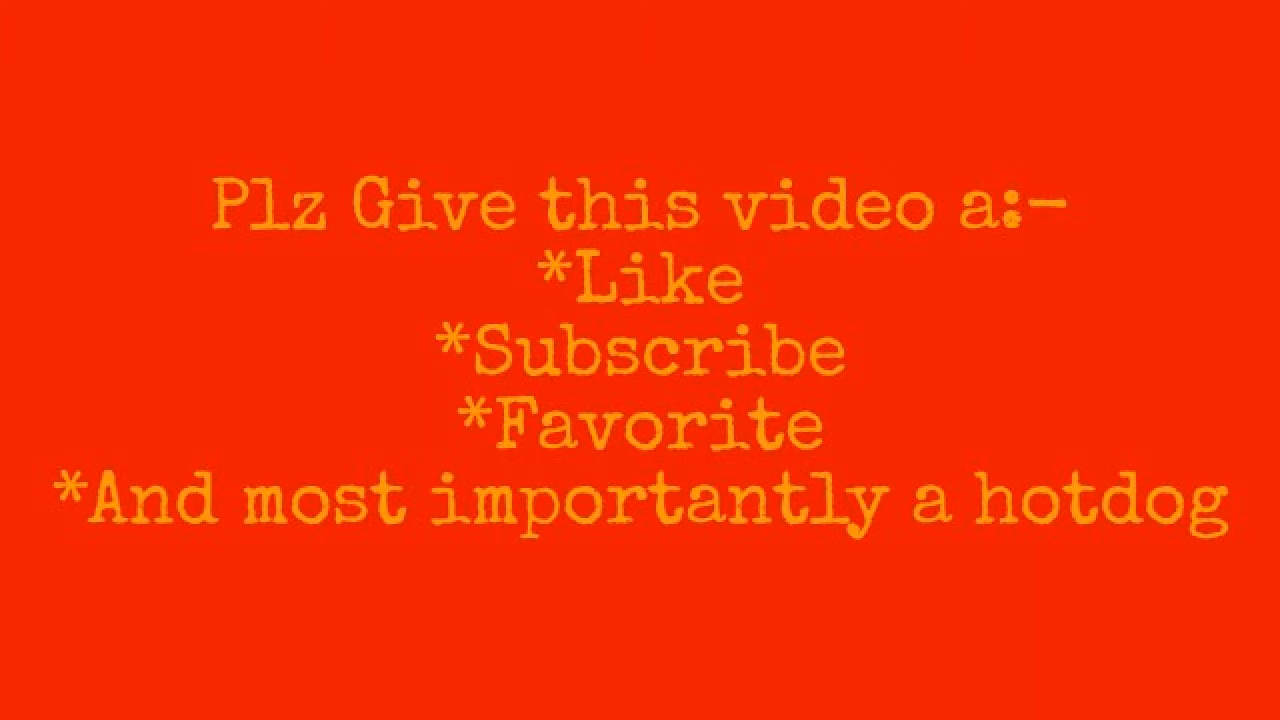 Plz Give this video a:-
*Like
*Subscribe
*Favorite
*And most importantly a hotdog